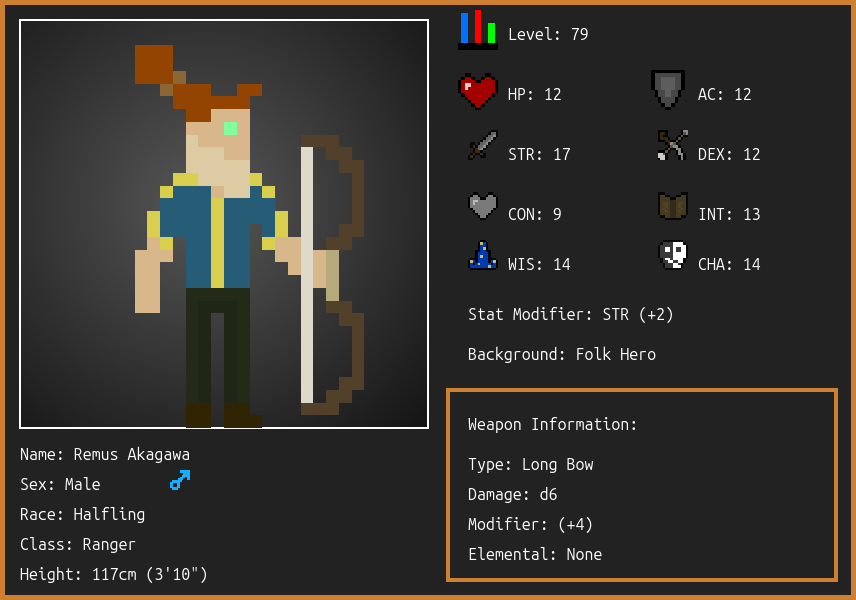 Level: 79
HP: 12 AC: 12
STR: 17 DEX: 12
CON: 9 INT: 13
WIS: 14 CHA: 14
Stat Modifier: STR (+2)
Background: Folk Hero
Weapon Information:
Type: Long Bow
Damage: d6
Modifier: (+4)
Elemental: None
Name: Remus Akagawa
Sex: Male
Race: Halfling
Class: Ranger
Height: 117cm (3'10")